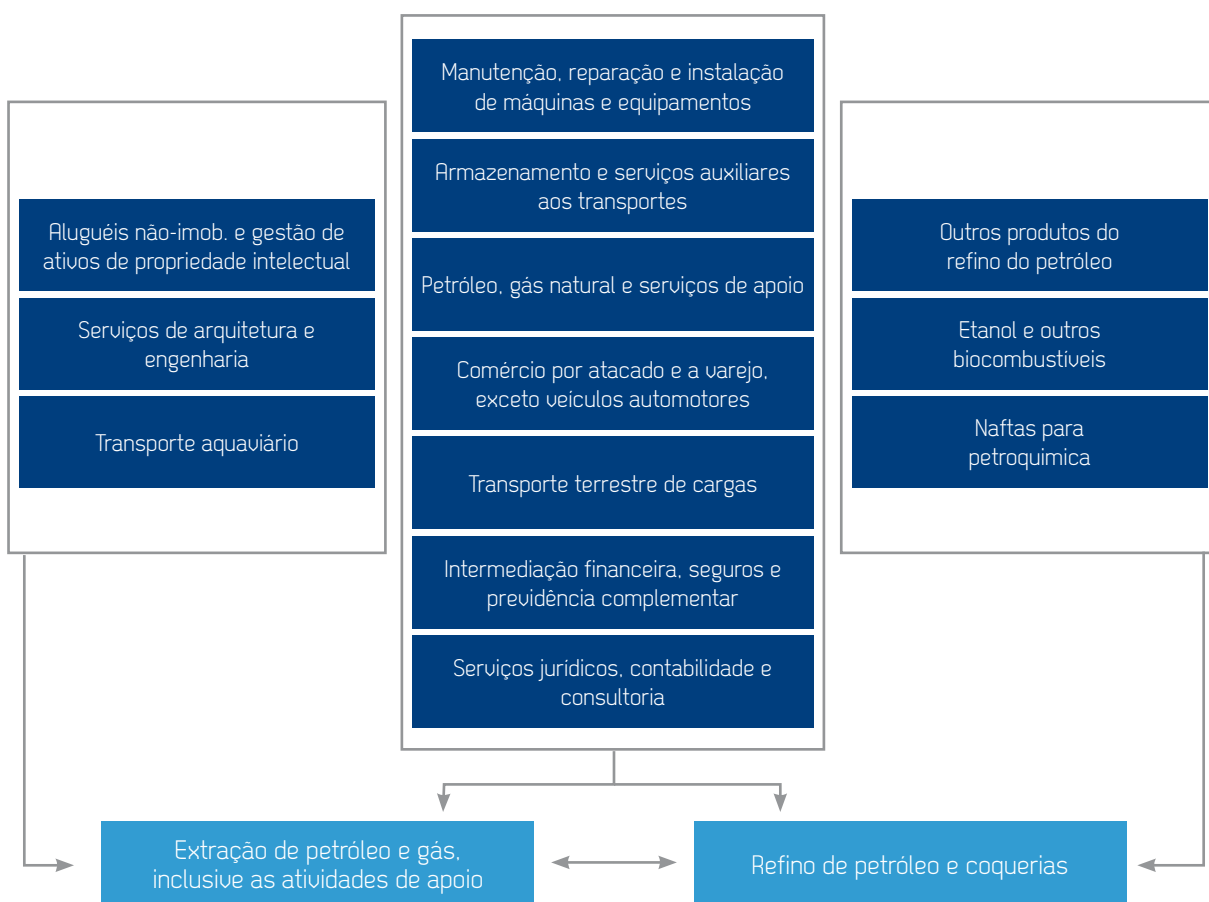 Manutenção, reparação e instalação
de máquinas e equipamentos
Armazenamento e serviços auxiliares
aos transportes
Petróleo, gás natural e serviços de apoio
Comércio por atacado e a varejo,
exceto veículos automotores
Transporte terrestre de cargas
Intermediação financeira, seguros e
previdência complementar
Serviços jurídicos, contabilidade e
consultoria
Aluguéis não-imob. e gestão de
ativos de propriedade intelectual
Serviços de arquitetura e
engenharia
Transporte aquaviário
Outros produtos do
refino do petróleo
Etanol e outros
biocombustíveis
Naftas para
petroquimica
Extração de petróleo e gás,
inclusive as atividades de apoio
Refino de petróleo e coquerias